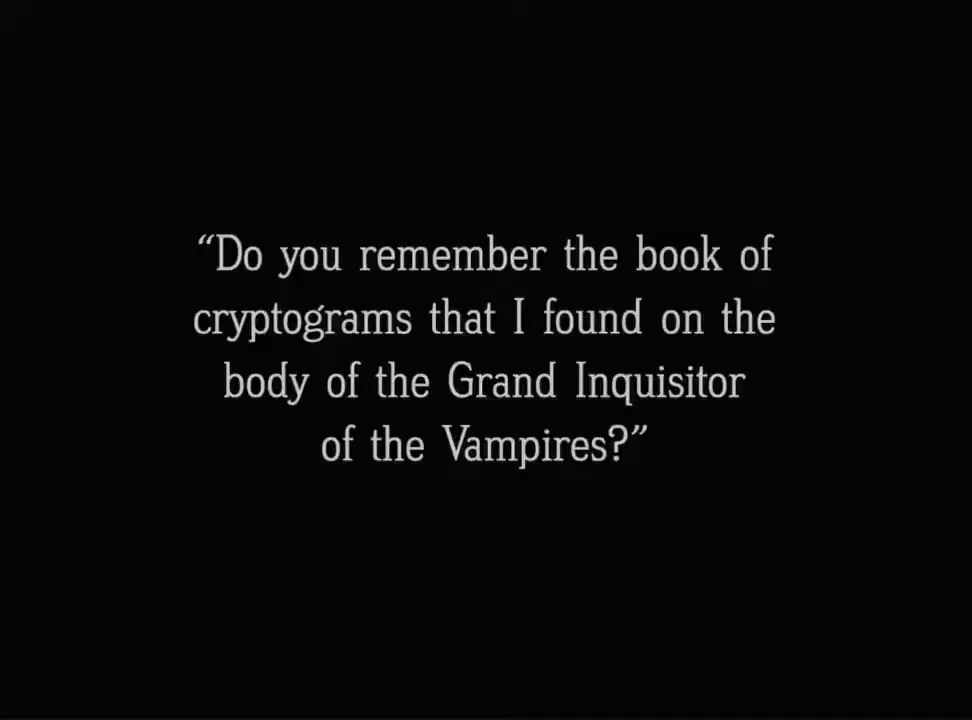 “Do you remember the book of
cryptograms that I found on the
body of the Grand Inquisitor
of the Vampires?”